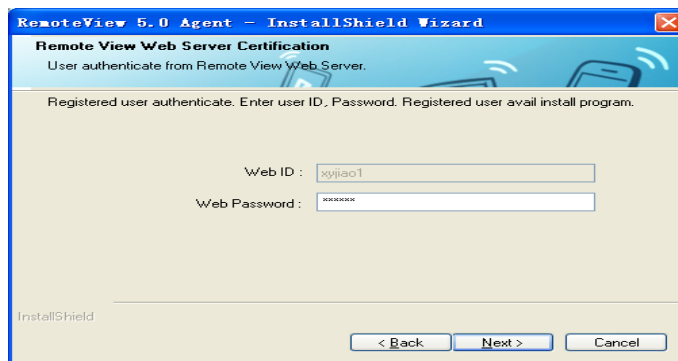 RemoteView 5.0 Agent - InstallShield Wizard
Remote View Web Server Certification
User authenticate from Remote View Web Server.
Registered user authenticate. Enter user ID, Password. Registered user avail install program.
Web ID : xyjiao1
Web Password : ******
InstallShield
< Back Next > Cancel